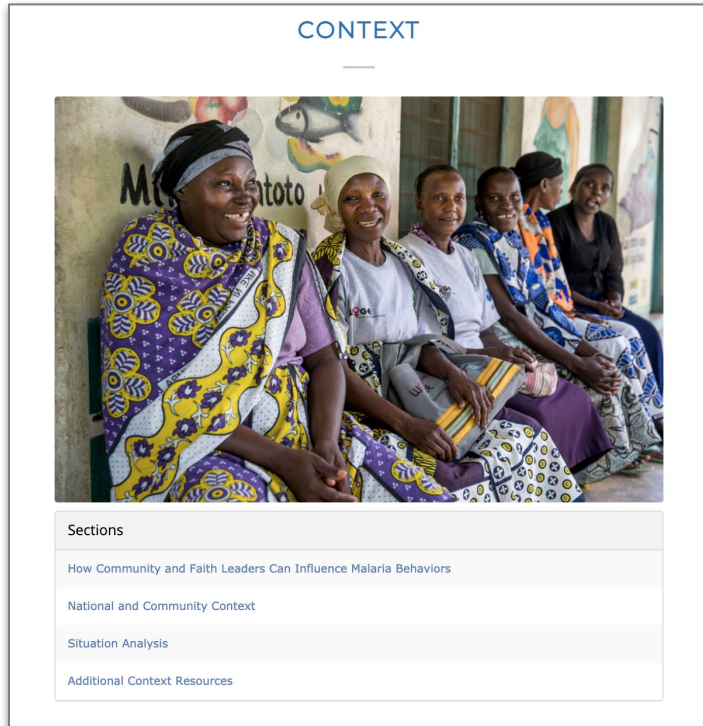 CONTEXT
toto
Sections
How Community and Faith Leaders Can Influence Malaria Behaviors
National and Community Context
Situation Analysis
Additional Context Resources